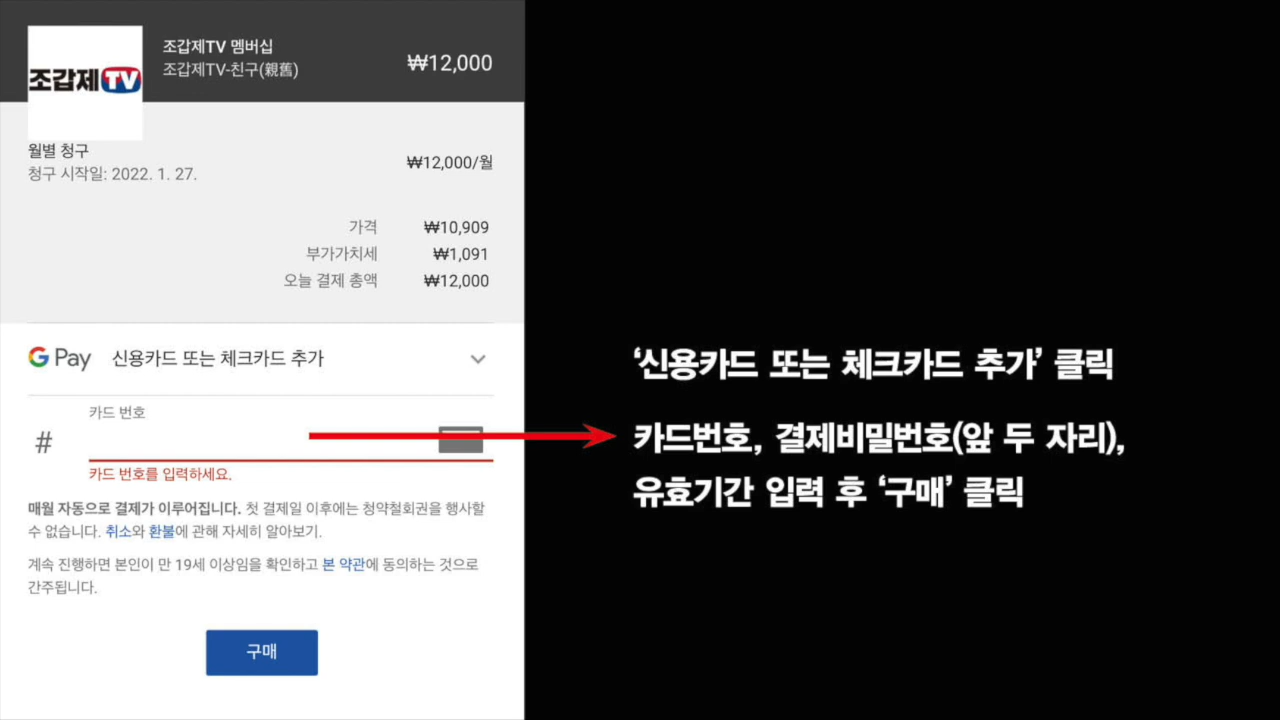 조갑제TV
조갑제TV 멤버십
조갑제TV-친구(親舊)
₩12,000
월별 청구
청구 시작일: 2022. 1. 27.
₩12,000/월
가격 ₩10,909
부가가치세 ₩1,091
오늘 결제 총액 ₩12,000
G Pay 신용카드 또는 체크카드 추가
카드 번호
#
카드 번호를 입력하세요.
매월 자동으로 결제가 이루어집니다. 첫 결제일 이후에는 청약철회권을 행사할
수 없습니다. 취소와 환불에 관해 자세히 알아보기.
계속 진행하면 본인이 만 19세 이상임을 확인하고 본 약관에 동의하는 것으로
간주됩니다.
구매
‘신용카드 또는 체크카드 추가’ 클릭
카드번호, 결제비밀번호(앞 두 자리),
유효기간 입력 후 ‘구매’ 클릭